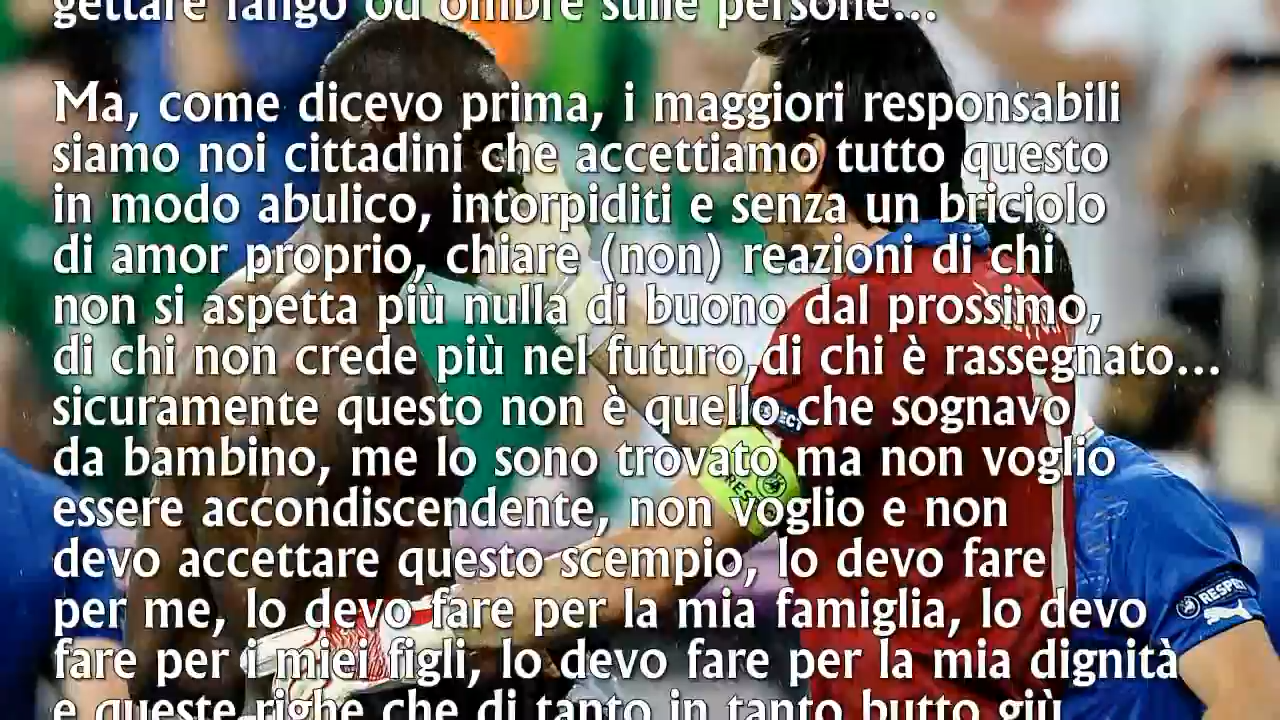 gettare fango od ombre sulle persone...
Ma, come dicevo prima, i maggiori responsabili
siamo noi cittadini che accettiamo tutto questo
in modo abulico, intorpiditi e senza un briciolo
di amor proprio, chiare (non) reazioni di chi
non si aspetta più nulla di buono dal prossimo,
di chi non crede più nel futuro,di chi è rassegnato...
sicuramente questo non è quello che sognavo
da bambino, me lo sono trovato ma non voglio
essere accondiscendente, non voglio e non
devo accettare questo scempio, lo devo fare
per me, lo devo fare per la mia famiglia, lo devo
fare per i miei figli, lo devo fare per la mia dignità
e queste righe che di tanto in tanto butto giù
RESPECT